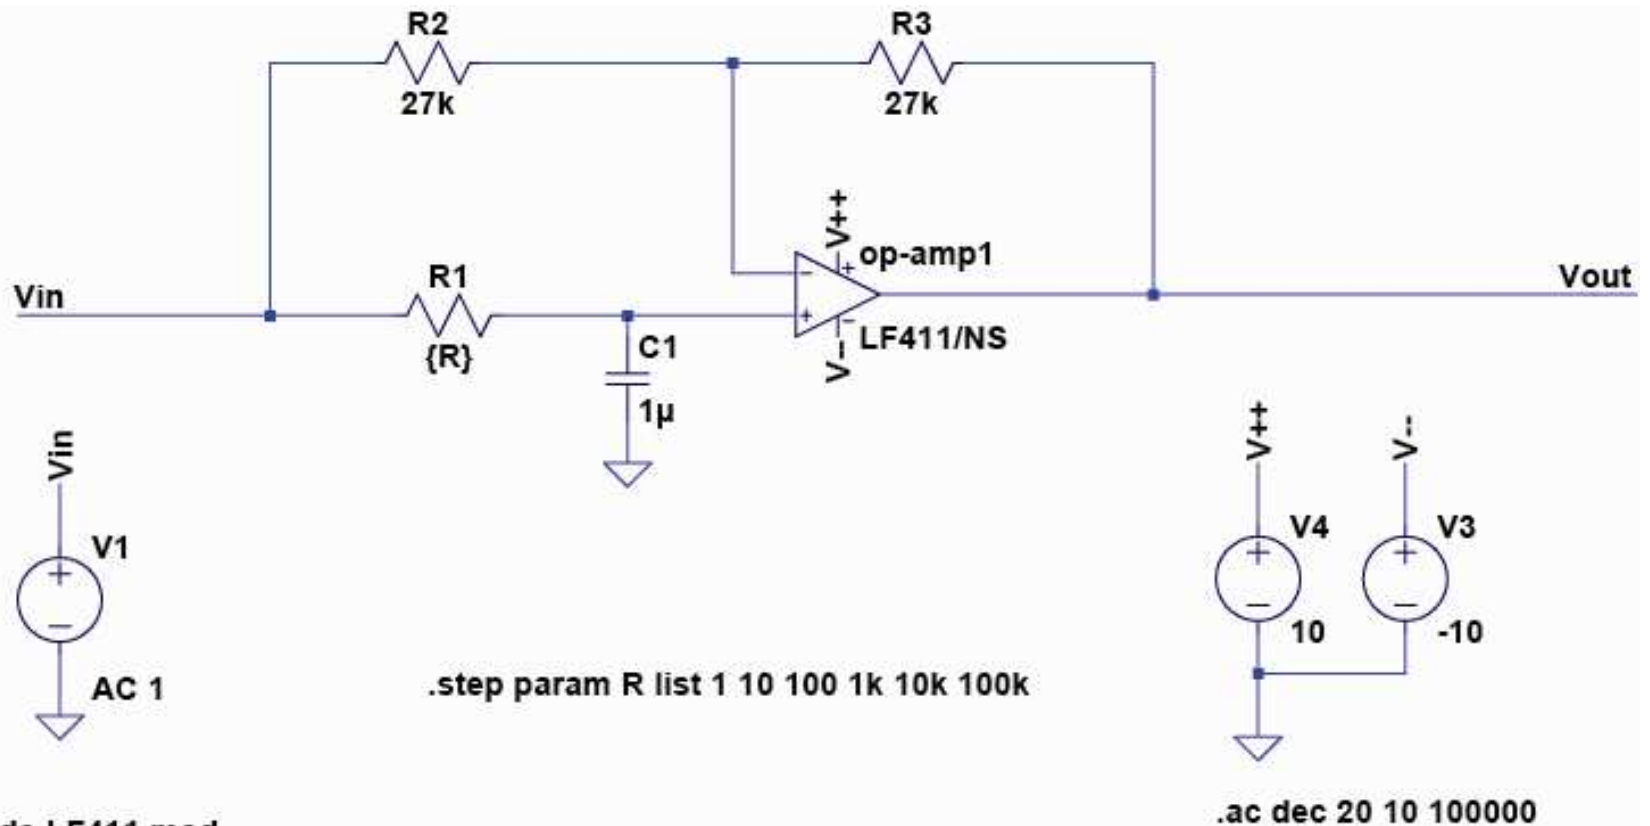 R2
R3
27k
27k
V++
op-amp1
Vin
R1
Vout
{R}
C1
LF411/NS
V--
1µ
Vin
V++
V--
V1
V4
V3
10
-10
AC 1
.step param R list 1 10 100 1k 10k 100k
.ac dec 20 10 100000